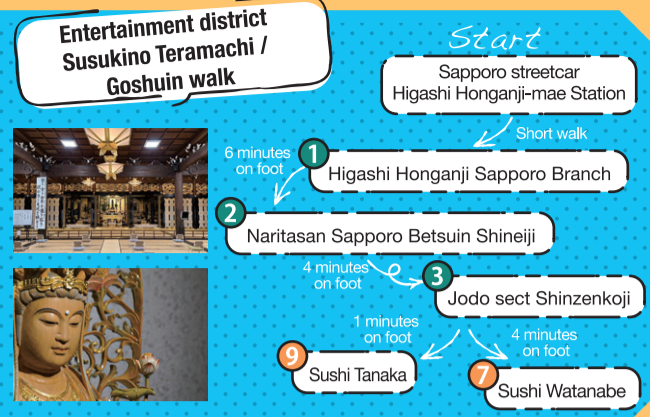 Entertainment district
Susukino Teramachi /
Goshuin walk
Start
Sapporo streetcar
Higashi Honganji-mae Station
Short walk
1
Higashi Honganji Sapporo Branch
6 minutes
on foot
2
Naritasan Sapporo Betsuin Shineiji
4 minutes
on foot
3
Jodo sect Shinzenkoji
1 minutes
on foot
9
Sushi Tanaka
4 minutes
on foot
7
Sushi Watanabe